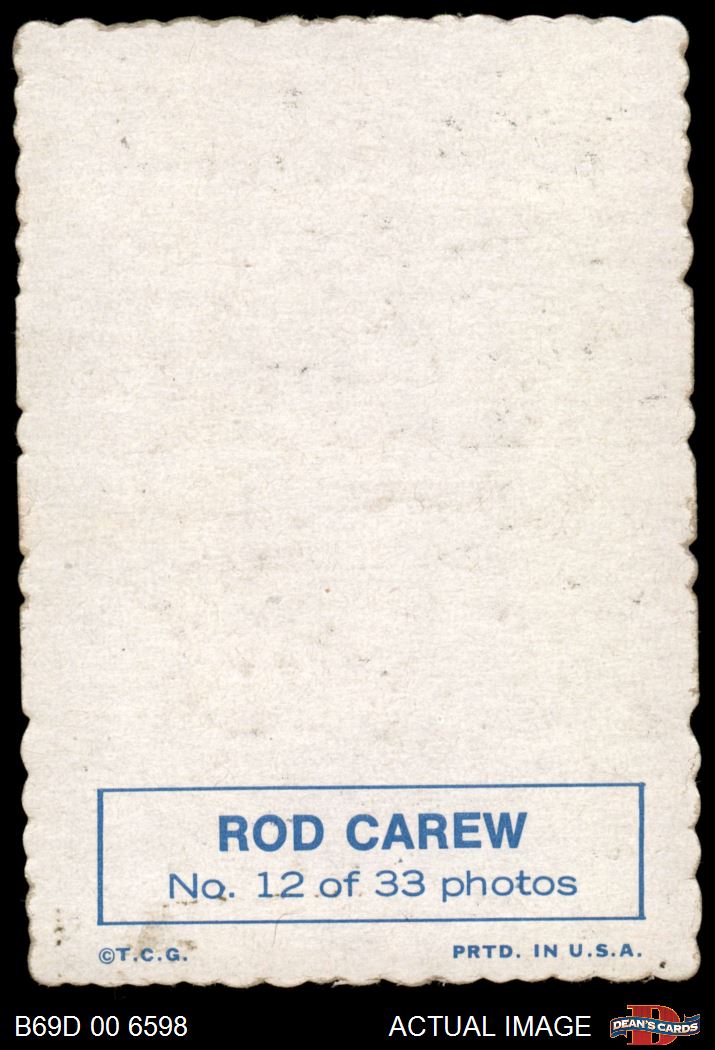 ROD CAREW
No. 12 of 33 photos
©T.C.G. PRTD. IN U.S.A.
B69D 00 6598 ACTUAL IMAGE DEAN'S CARDS